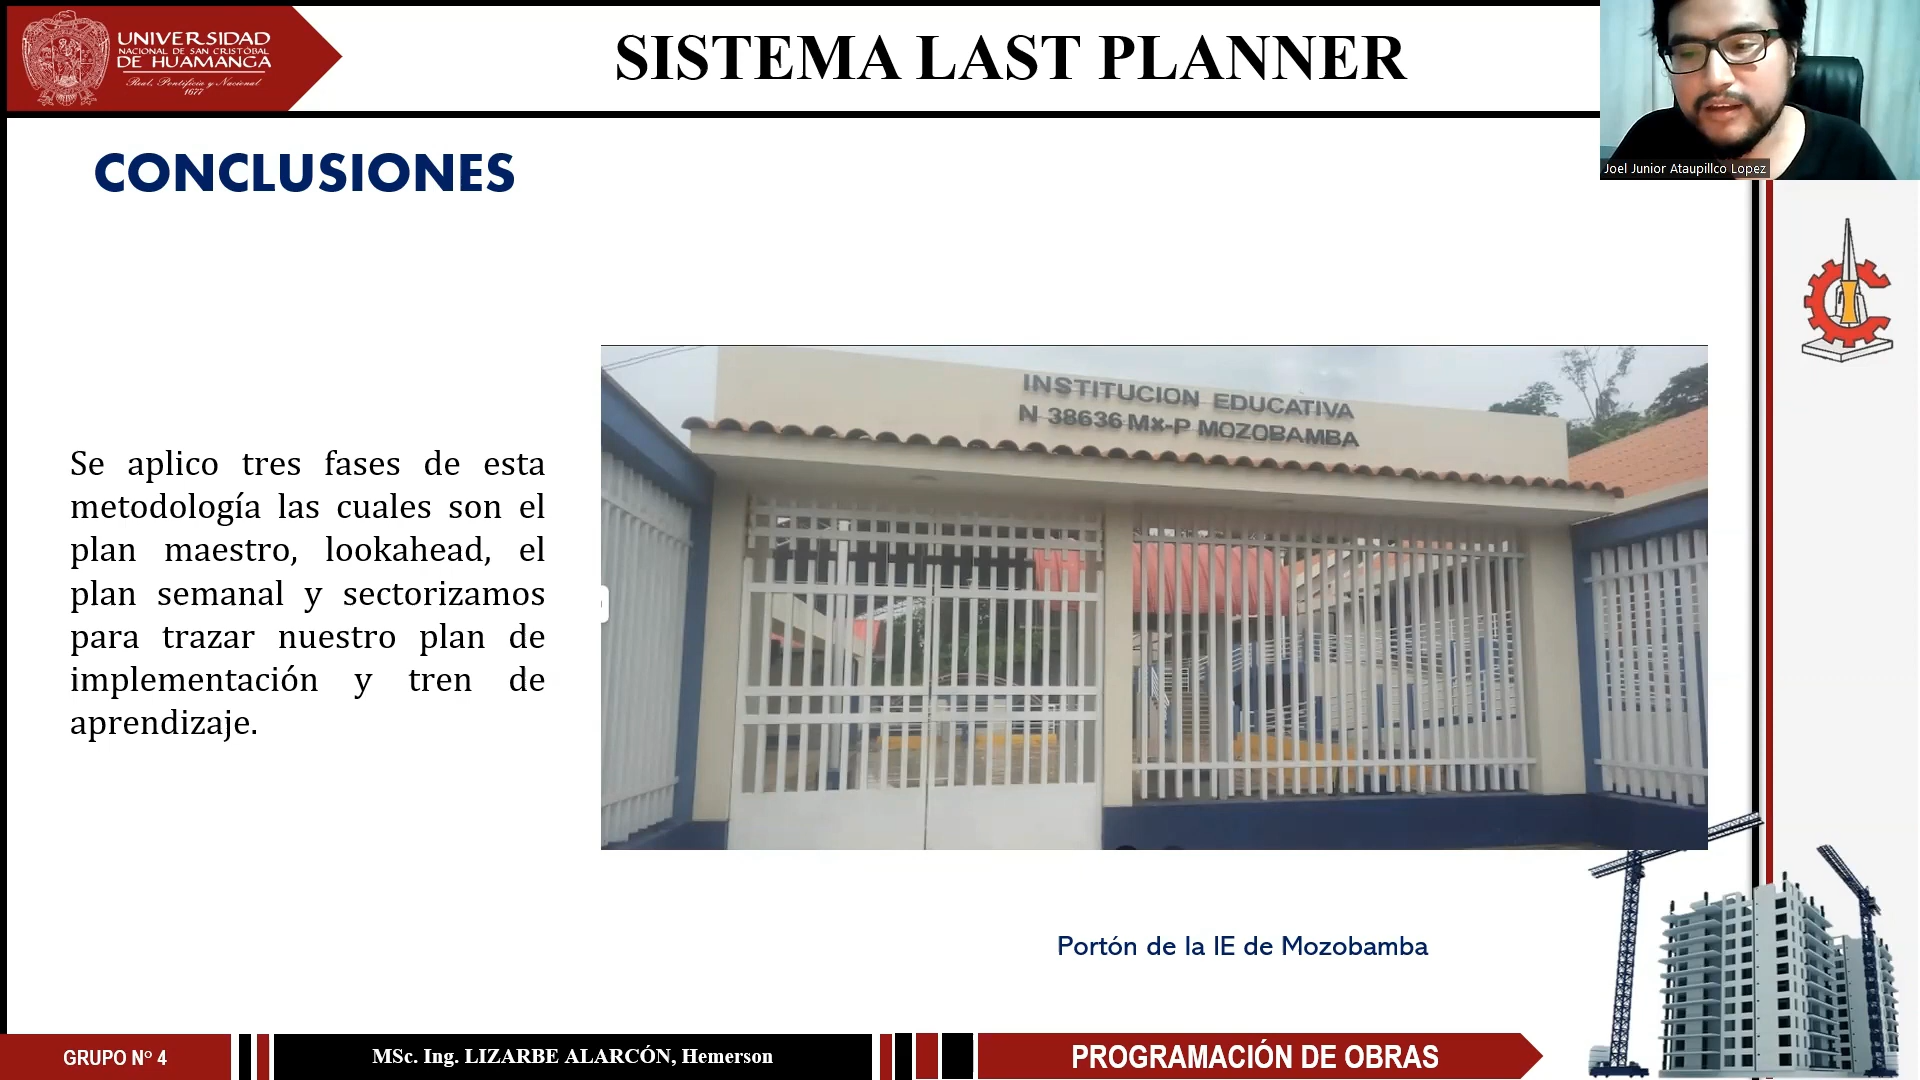 UNIVERSIDAD
NACIONAL DE SAN CRISTÓBAL
DE HUAMANGA
Real, Pontificia y Nacional
1677
SISTEMA LAST PLANNER
Joel Junior Ataupillco Lopez
CONCLUSIONES
INSTITUCION EDUCATIVA
N 38636 Mx-P MOZOBAMBA
Se aplico tres fases de esta
metodología las cuales son el
plan maestro, lookahead, el
plan semanal y sectorizamos
para trazar nuestro plan de
implementación y tren de
aprendizaje.
Portón de la IE de Mozobamba
GRUPO Nº 4
MSc. Ing. LIZARBE ALARCÓN, Hemerson
PROGRAMACIÓN DE OBRAS